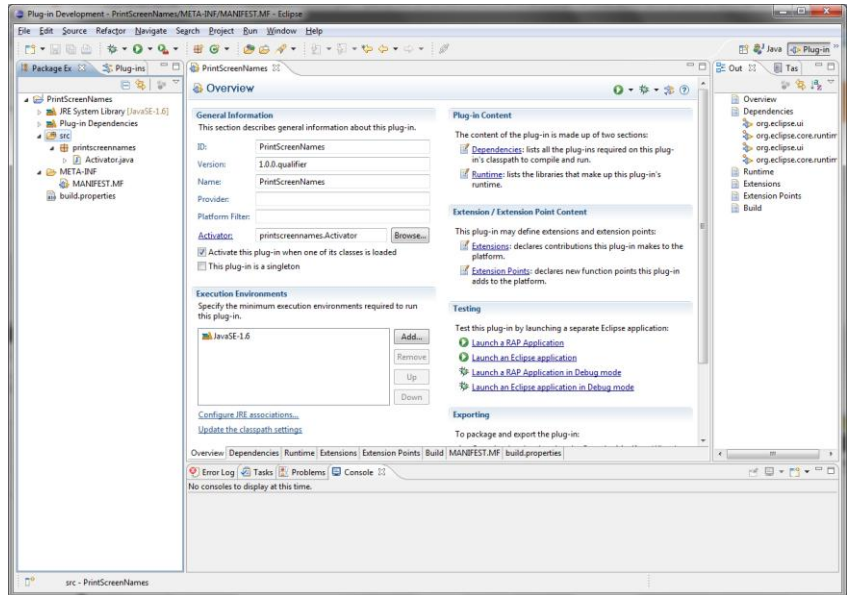 Plug-in Development - PrintScreenNames/META-INF/MANIFEST.MF - Eclipse
File Edit Source Refactor Navigate Search Project Run Window Help
Java Plug-in
Package Ex Plug-ins
PrintScreenNames
JRE System Library [JavaSE-1.6]
Plug-in Dependencies
src
printscreennames
Activator.java
META-INF
MANIFEST.MF
build.properties
PrintScreenNames
Overview
General Information
This section describes general information about this plug-in.
ID: PrintScreenNames
Version: 1.0.0.qualifier
Name: PrintScreenNames
Provider:
Platform Filter:
Activator: printscreennames.Activator Browse...
Activate this plug-in when one of its classes is loaded
This plug-in is a singleton
Execution Environments
Specify the minimum execution environments required to run
this plug-in.
JavaSE-1.6
Add...
Remove
Up
Down
Configure JRE associations...
Update the classpath settings
Plug-in Content
The content of the plug-in is made up of two sections:
Dependencies: lists all the plug-ins required on this plug-
in's classpath to compile and run.
Runtime: lists the libraries that make up this plug-in's
runtime.
Extension / Extension Point Content
This plug-in may define extensions and extension points:
Extensions: declares contributions this plug-in makes to the
platform.
Extension Points: declares new function points this plug-in
adds to the platform.
Testing
Test this plug-in by launching a separate Eclipse application:
Launch a RAP Application
Launch an Eclipse application
Launch a RAP Application in Debug mode
Launch an Eclipse application in Debug mode
Exporting
To package and export the plug-in:
Overview Dependencies Runtime Extensions Extension Points Build MANIFEST.MF build.properties
Out Tas
Overview
Dependencies
org.eclipse.ui
org.eclipse.core.runtim
org.eclipse.ui
org.eclipse.core.runtim
Runtime
Extensions
Extension Points
Build
Error Log Tasks Problems Console
No consoles to display at this time.
src - PrintScreenNames